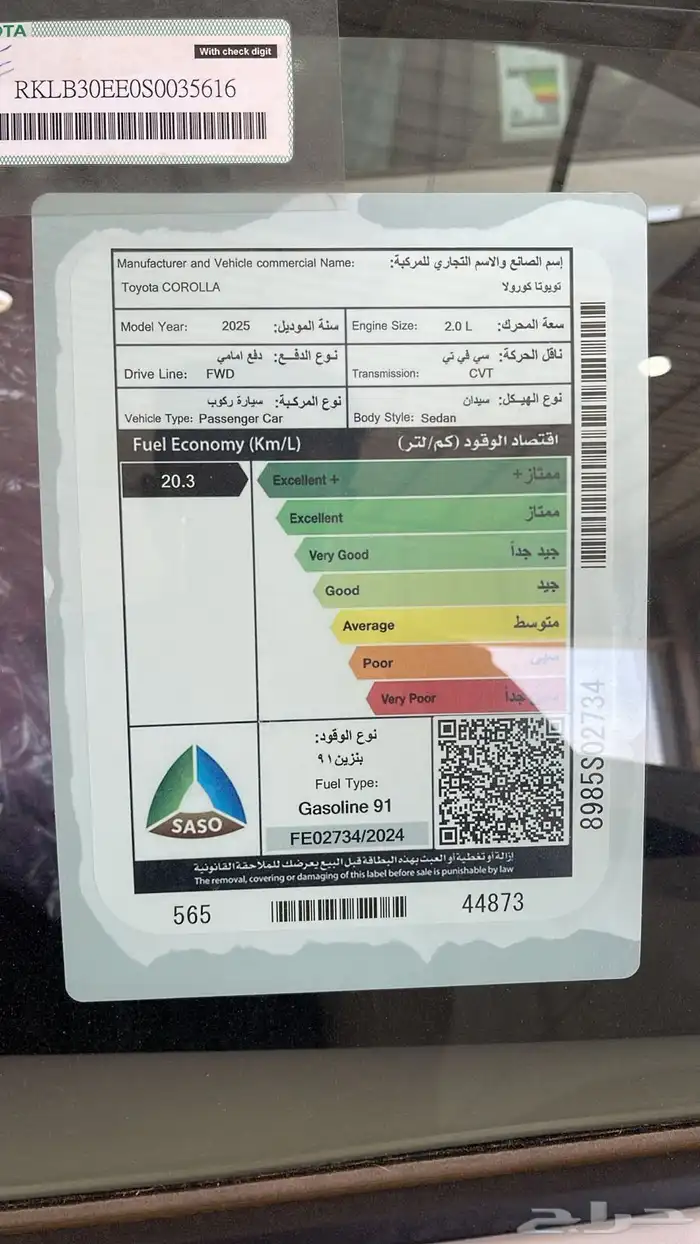 OTA
With check digit
RKLB30EE0S0035616
Manufacturer and Vehicle commercial Name: إسم الصانع والاسم التجاري للمركبة:
Toyota COROLLA تويوتا كورولا
Model Year: 2025 سنة الموديل: Engine Size: 2.0 L سعة المحرك:
نوع الدفع: دفع امامي ناقل الحركة: سي في تي
Drive Line: FWD Transmission: CVT
نوع المركبة: سيارة ركوب نوع الهيكل: سيدان
Vehicle Type: Passenger Car Body Style: Sedan
Fuel Economy (Km/L) اقتصاد الوقود (كم/لتر)
20.3 Excellent + ممتاز +
Excellent ممتاز
Very Good جيد جداً
Good جيد
Average متوسط
Poor
Very Poor جداً
نوع الوقود:
بنزين٩١
Fuel Type:
Gasoline 91
FE02734/2024
SASO
إزالة أو تغطية أو العبث بهذه البطاقة قبل البيع يعرضك للملاحقة القانونية
The removal, covering or damaging of this label before sale is punishable by law
565 44873
8985S02734
حراج